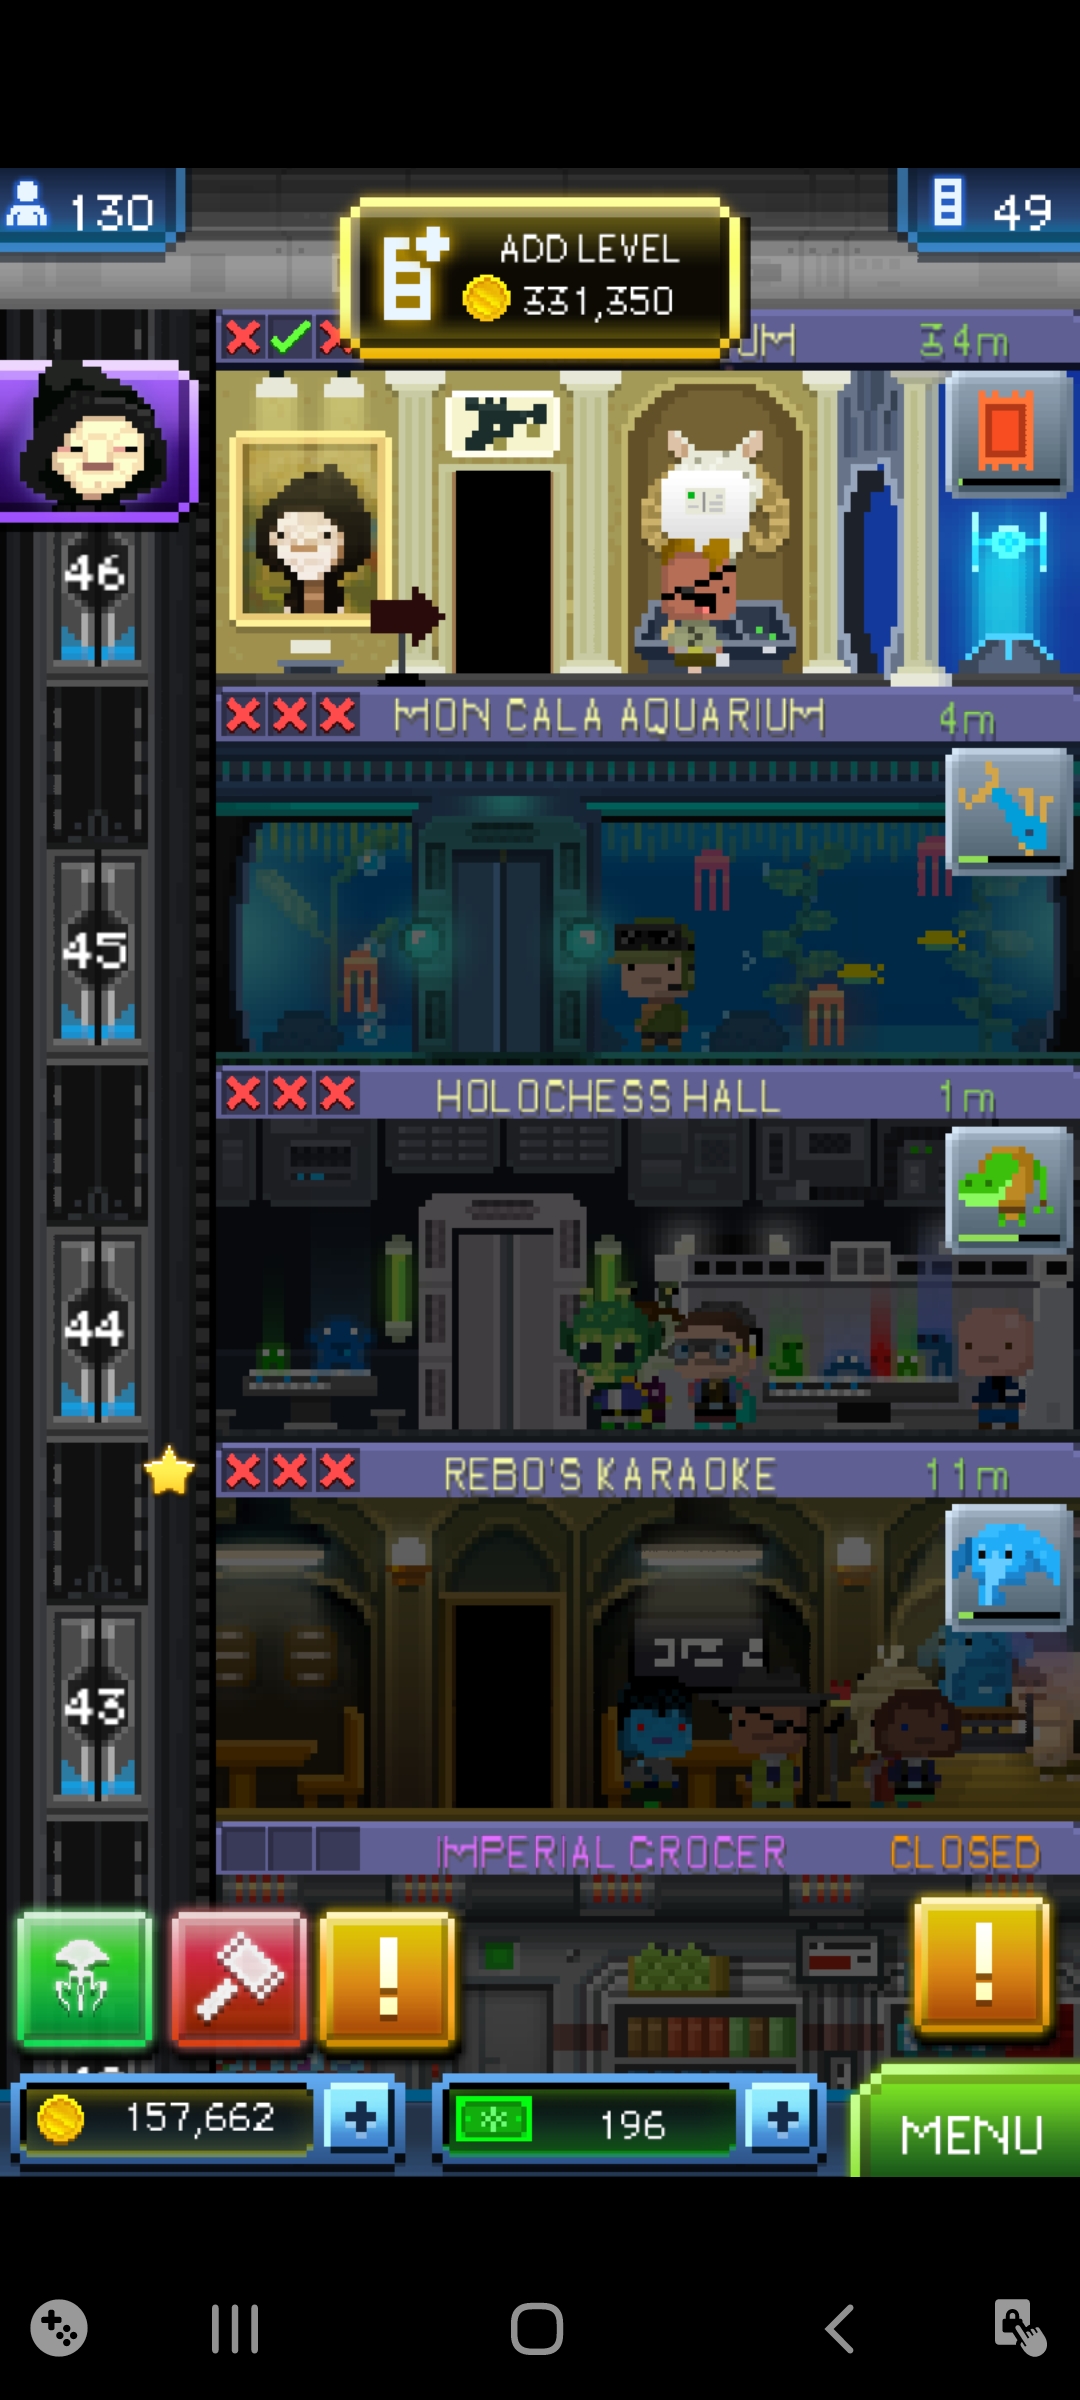 130
49
ADD LEVEL
331,350
UM 34m
46
MON CALA AQUARIUM 4m
45
HOLOCHESS HALL 1m
44
REBO'S KARAOKE 11m
43
IMPERIAL GROCER CLOSED
157,662
196
MENU